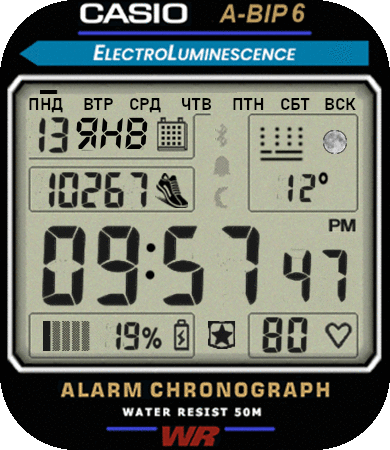 CASIO A-BIP 6
ELECTROLUMINESCENCE
ПНД ВТР СРД ЧТВ ПТН СБТ ВСК
13 ЯНВ
12°
10267
PM
09:57 47
19% 80
ALARM CHRONOGRAPH
WATER RESIST 50M
WR